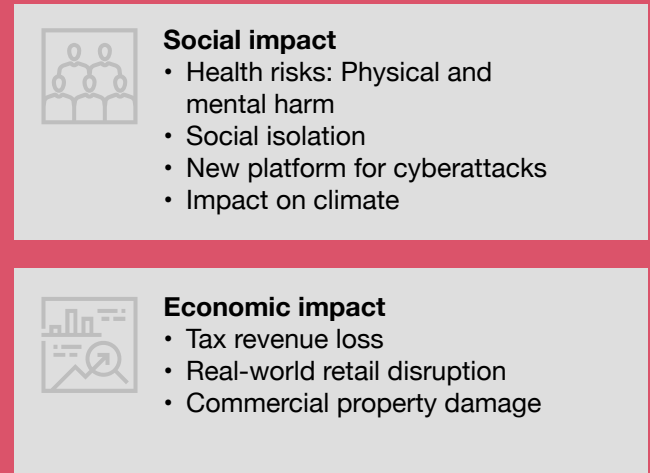 Social impact
• Health risks: Physical and
mental harm
• Social isolation
• New platform for cyberattacks
• Impact on climate
Economic impact
• Tax revenue loss
• Real-world retail disruption
• Commercial property damage